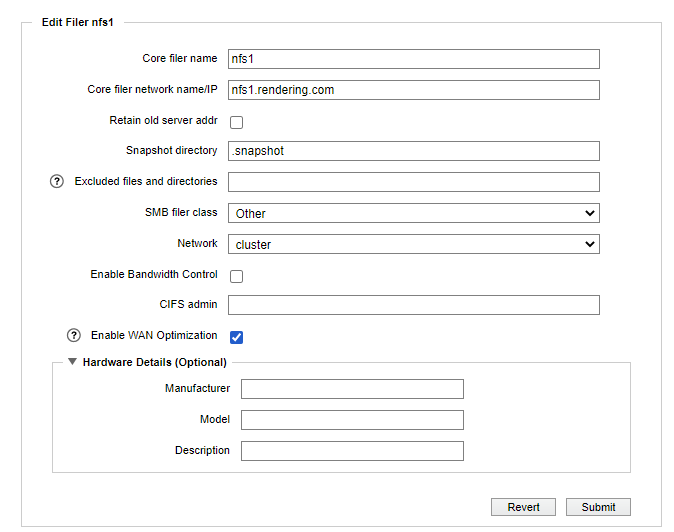 Edit Filer nfs1
Core filer name nfs1
Core filer network name/IP nfs1.rendering.com
Retain old server addr
Snapshot directory .snapshot
? Excluded files and directories
SMB filer class Other
Network cluster
Enable Bandwidth Control
CIFS admin
? Enable WAN Optimization
Hardware Details (Optional)
Manufacturer
Model
Description
Revert Submit